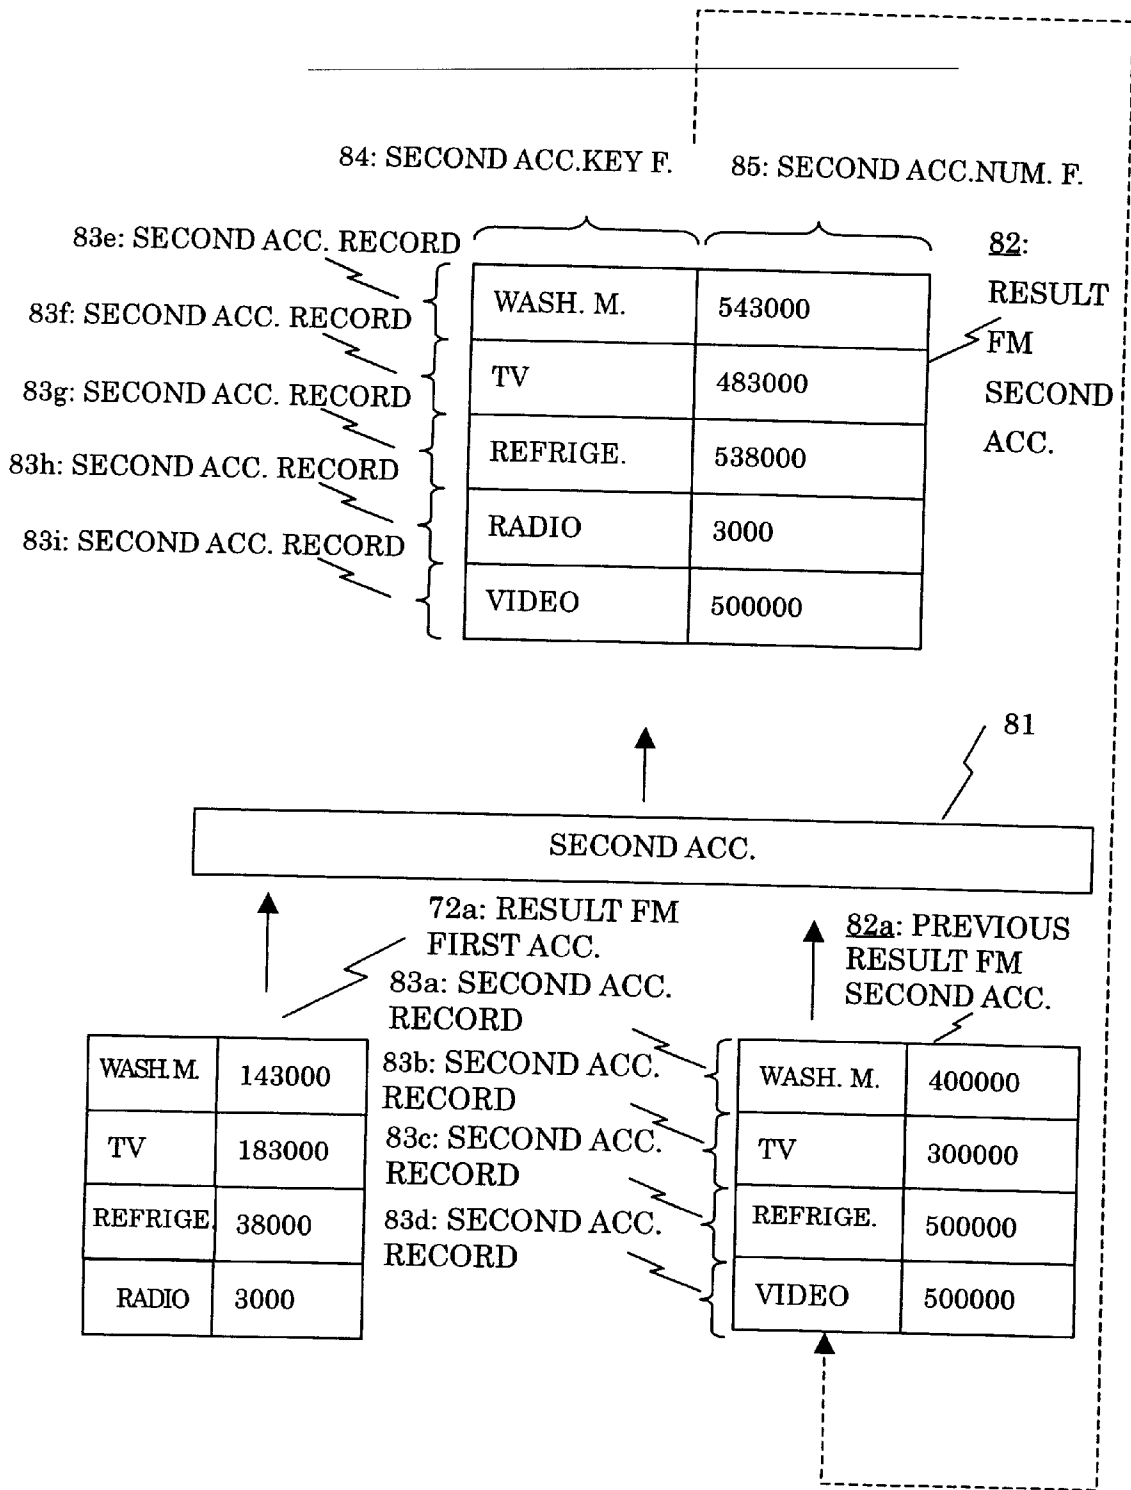 84: SECOND ACC.KEY F.
85: SECOND ACC.NUM. F.
83e: SECOND ACC. RECORD
83f: SECOND ACC. RECORD
83g: SECOND ACC. RECORD
83h: SECOND ACC. RECORD
83i: SECOND ACC. RECORD
WASH. M. 543000
TV 483000
REFRIGE. 538000
RADIO 3000
VIDEO 500000
82:
RESULT
FM
SECOND
ACC.
81
SECOND ACC.
72a: RESULT FM
FIRST ACC.
82a: PREVIOUS
RESULT FM
SECOND ACC.
83a: SECOND ACC.
RECORD
83b: SECOND ACC.
RECORD
83c: SECOND ACC.
RECORD
83d: SECOND ACC.
RECORD
WASH.M. 143000
TV 183000
REFRIGE. 38000
RADIO 3000
WASH. M. 400000
TV 300000
REFRIGE. 500000
VIDEO 500000